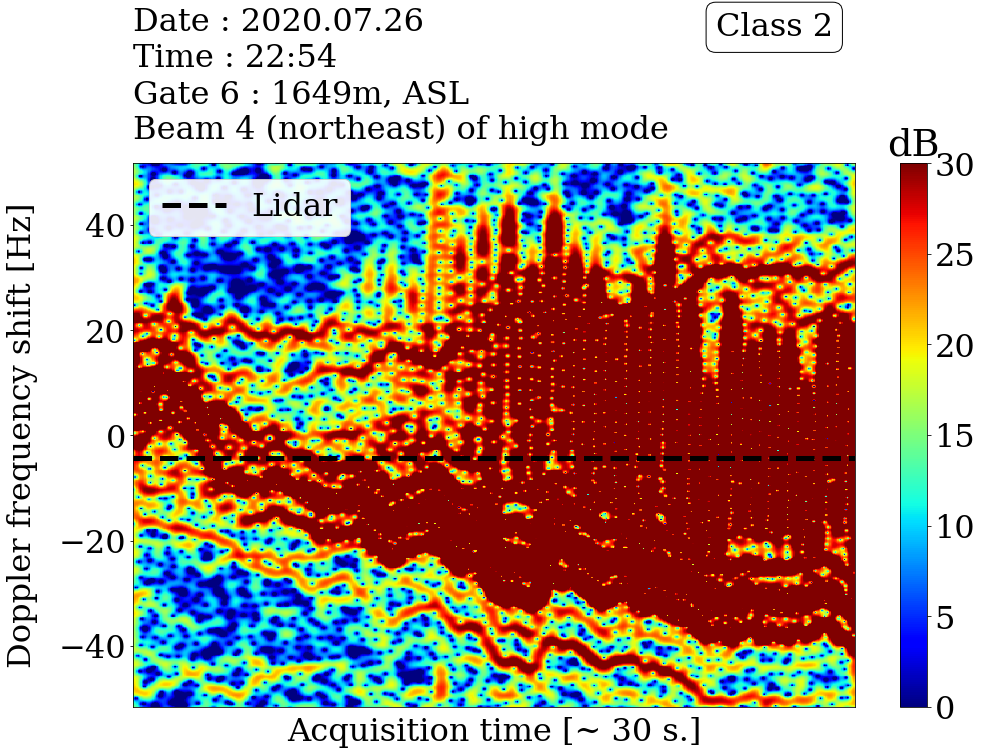 Date : 2020.07.26
Time : 22:54
Gate 6 : 1649m, ASL
Beam 4 (northeast) of high mode
Class 2
dB
Lidar
Doppler frequency shift [Hz]
40
20
0
−20
−40
Acquisition time [~ 30 s.]
30
25
20
15
10
5
0